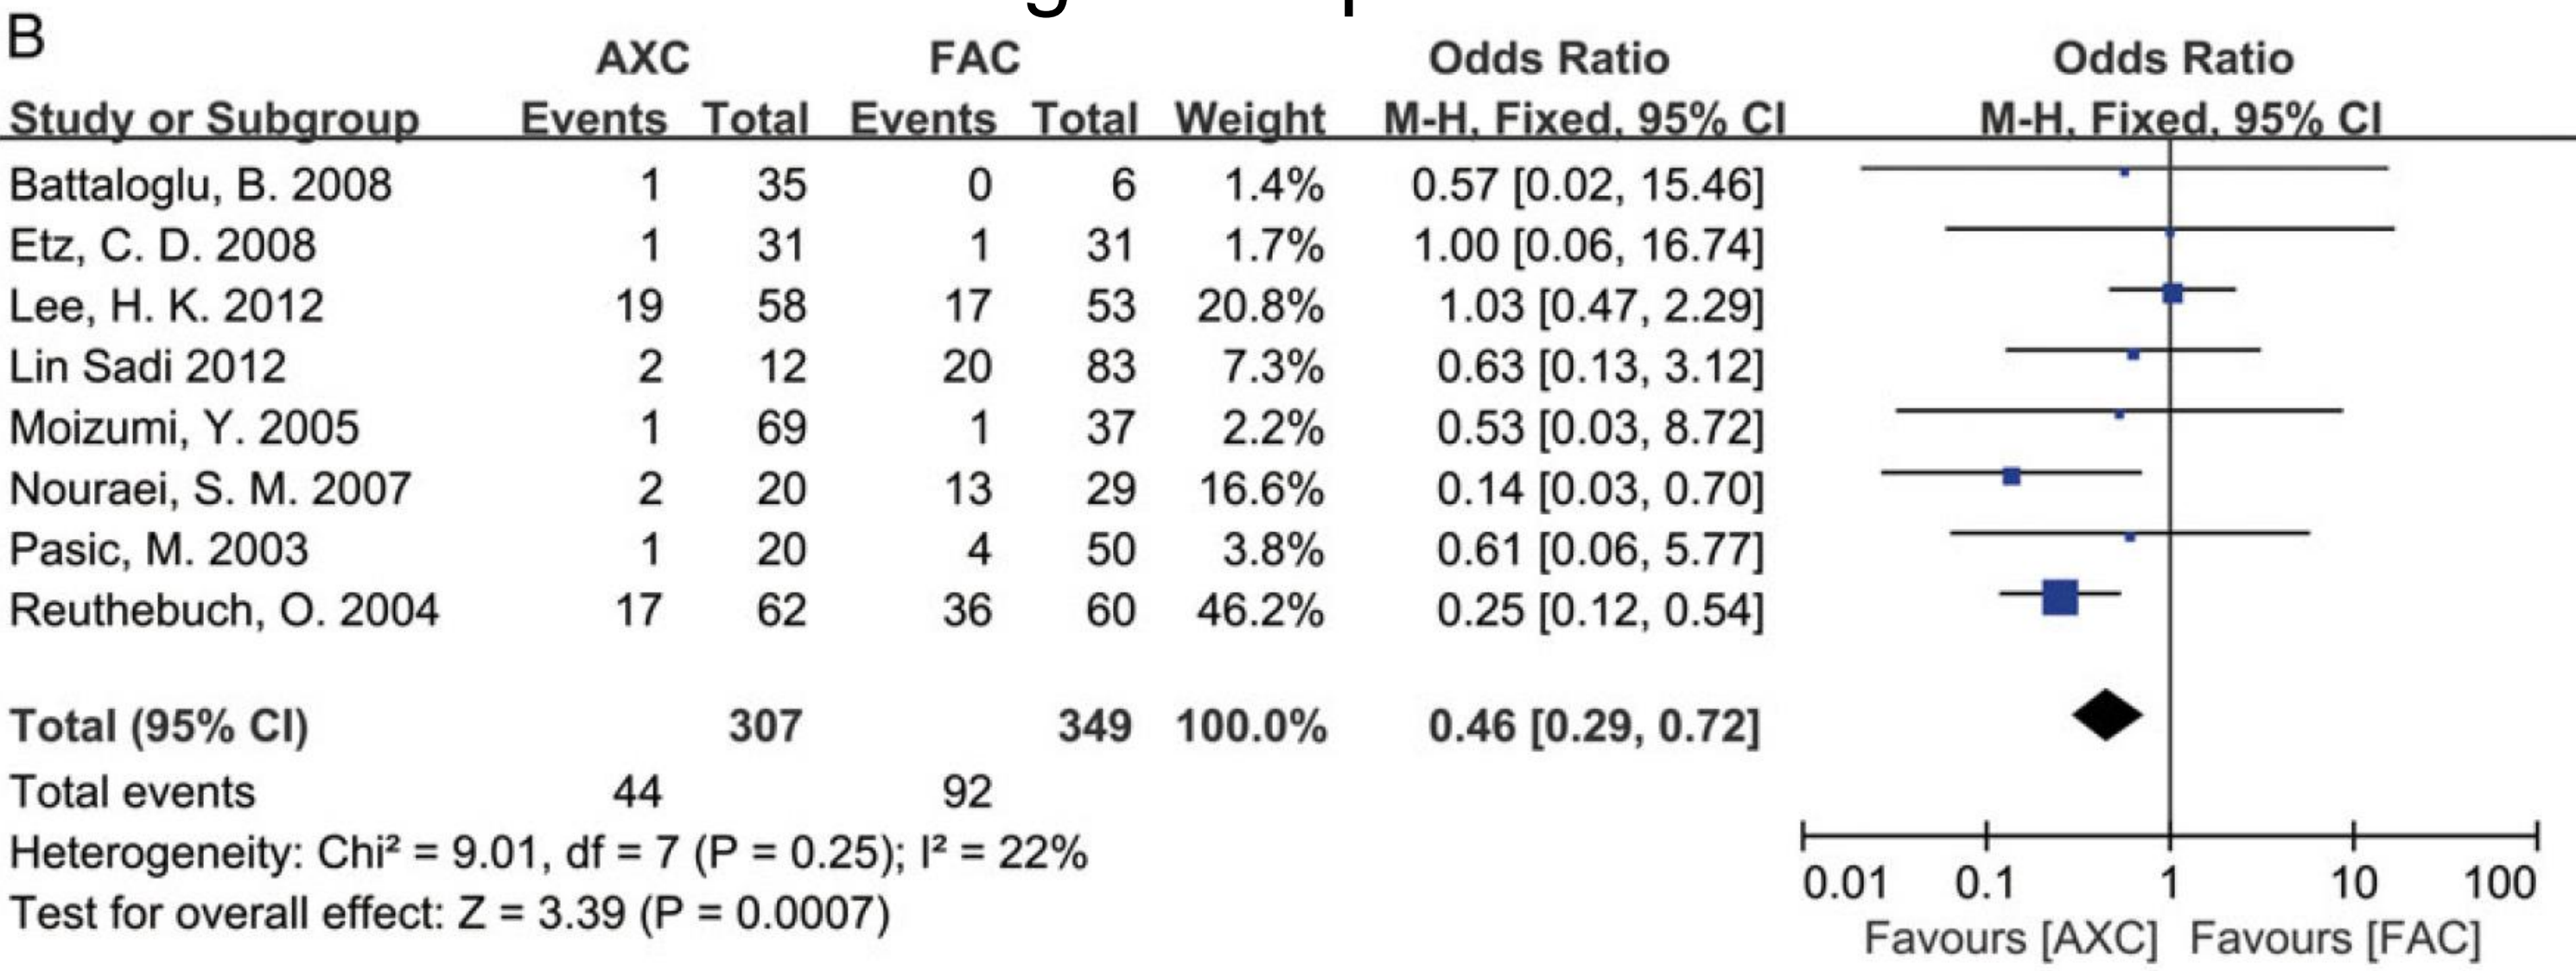 B
AXC FAC Odds Ratio Odds Ratio
Study or Subgroup Events Total Events Total Weight M-H, Fixed, 95% CI M-H, Fixed, 95% CI
Battaloglu, B. 2008 1 35 0 6 1.4% 0.57 [0.02, 15.46]
Etz, C. D. 2008 1 31 1 31 1.7% 1.00 [0.06, 16.74]
Lee, H. K. 2012 19 58 17 53 20.8% 1.03 [0.47, 2.29]
Lin Sadi 2012 2 12 20 83 7.3% 0.63 [0.13, 3.12]
Moizumi, Y. 2005 1 69 1 37 2.2% 0.53 [0.03, 8.72]
Nouraei, S. M. 2007 2 20 13 29 16.6% 0.14 [0.03, 0.70]
Pasic, M. 2003 1 20 4 50 3.8% 0.61 [0.06, 5.77]
Reuthebuch, O. 2004 17 62 36 60 46.2% 0.25 [0.12, 0.54]
Total (95% CI) 307 349 100.0% 0.46 [0.29, 0.72]
Total events 44 92
Heterogeneity: Chi² = 9.01, df = 7 (P = 0.25); I² = 22%
Test for overall effect: Z = 3.39 (P = 0.0007)
0.01 0.1 1 10 100
Favours [AXC] Favours [FAC]